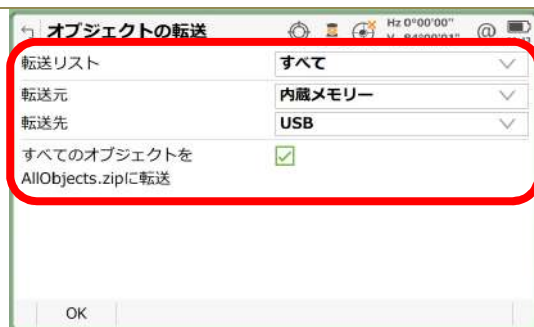 オブジェクトの転送
Hz 0°00'00"
転送リスト すべて
転送元 内蔵メモリー
転送先 USB
すべてのオブジェクトを
AllObjects.zipに転送
OK